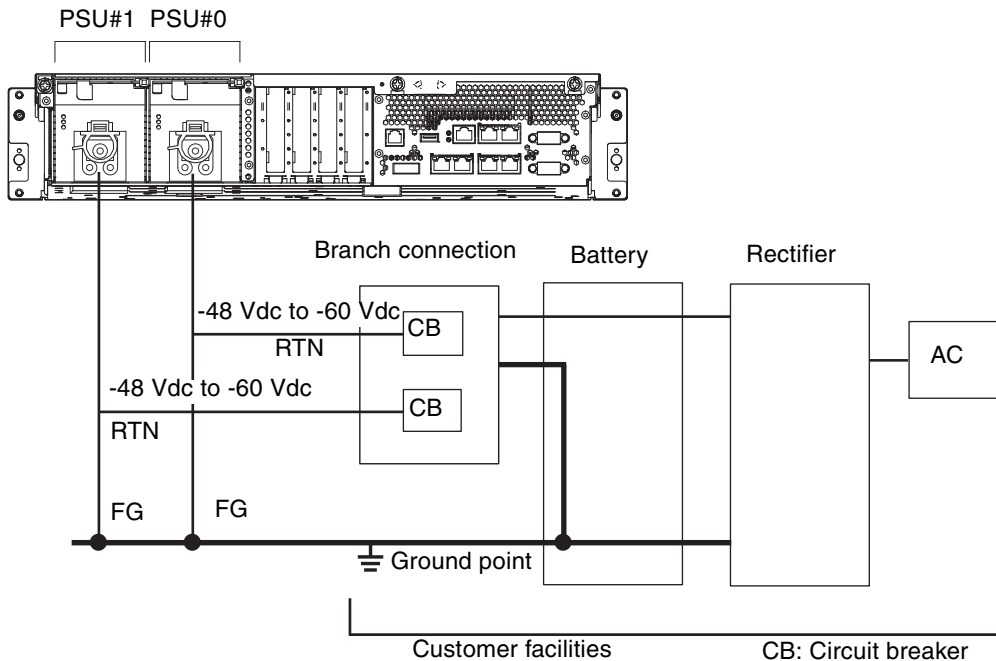 PSU#1 PSU#0
Branch connection
Battery
Rectifier
-48 Vdc to -60 Vdc
CB
RTN
AC
-48 Vdc to -60 Vdc
CB
RTN
FG
FG
Ground point
Customer facilities
CB: Circuit breaker